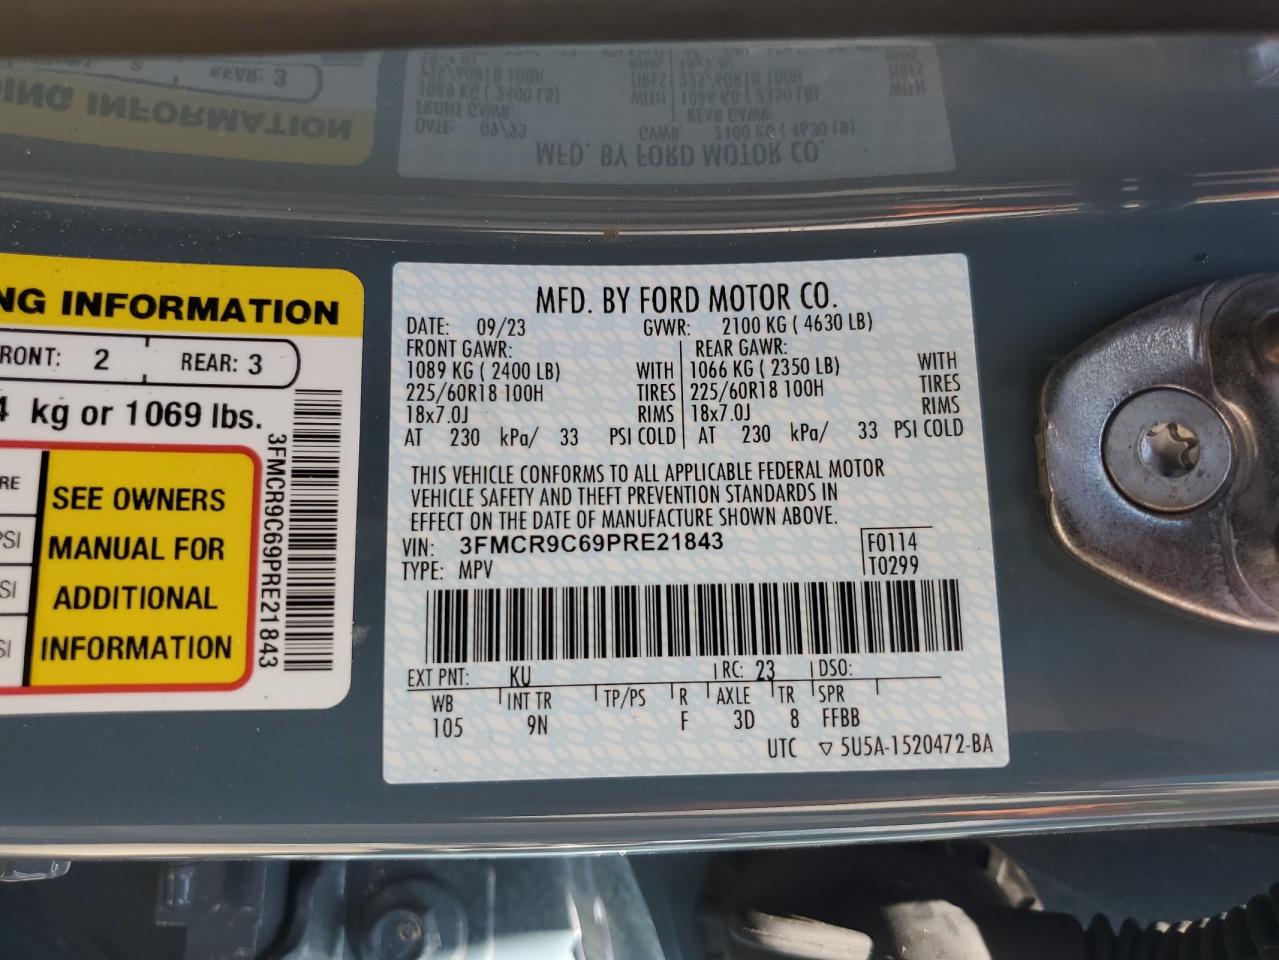 NG INFORMATION
FRONT: 2 REAR: 3
4 kg or 1069 lbs.
SEE OWNERS
MANUAL FOR
ADDITIONAL
INFORMATION
3FMCR9C69PRE21843
MFD. BY FORD MOTOR CO.
DATE: 09/23 GVWR: 2100 KG ( 4630 LB)
FRONT GAWR: REAR GAWR:
1089 KG ( 2400 LB) WITH 1066 KG ( 2350 LB) WITH
225/60R18 100H TIRES 225/60R18 100H TIRES
18x7.0J RIMS 18x7.0J RIMS
AT 230 kPa/ 33 PSI COLD AT 230 kPa/ 33 PSI COLD
THIS VEHICLE CONFORMS TO ALL APPLICABLE FEDERAL MOTOR
VEHICLE SAFETY AND THEFT PREVENTION STANDARDS IN
EFFECT ON THE DATE OF MANUFACTURE SHOWN ABOVE.
VIN: 3FMCR9C69PRE21843 F0114
TYPE: MPV T0299
EXT PNT: KU RC: 23 DSO:
WB INT TR TP/PS R AXLE TR SPR
105 9N F 3D 8 FFBB
UTC ▽ 5U5A-1520472-BA